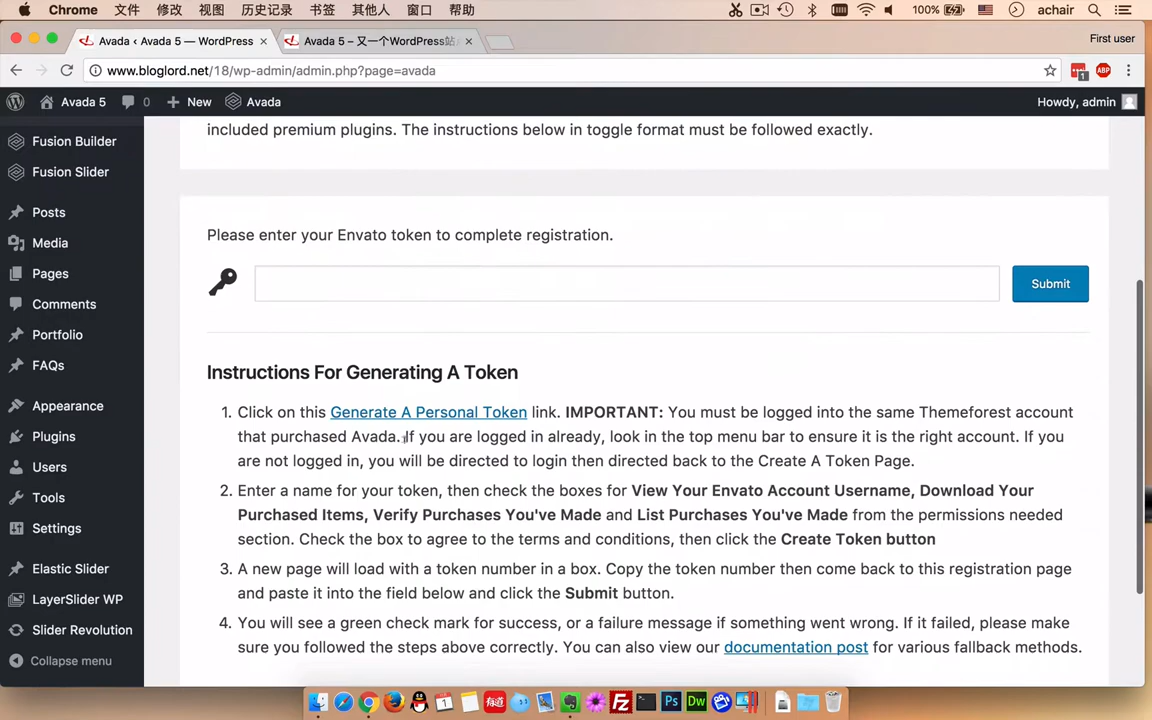 Chrome 文件 修改 视图 历史记录 书签 其他人 窗口 帮助 100% achair
Avada ‹ Avada 5 — WordPress Avada 5 – 又一个WordPress站 First user
www.bloglord.net/18/wp-admin/admin.php?page=avada 1 ABP
Avada 5 0 New Avada Howdy, admin
Fusion Builder
Fusion Slider
Posts
Media
Pages
Comments
Portfolio
FAQs
Appearance
Plugins
Users
Tools
Settings
Elastic Slider
LayerSlider WP
Slider Revolution
Collapse menu
included premium plugins. The instructions below in toggle format must be followed exactly.
Please enter your Envato token to complete registration.
Submit
Instructions For Generating A Token
1. Click on this Generate A Personal Token link. IMPORTANT: You must be logged into the same Themeforest account
that purchased Avada. If you are logged in already, look in the top menu bar to ensure it is the right account. If you
are not logged in, you will be directed to login then directed back to the Create A Token Page.
2. Enter a name for your token, then check the boxes for View Your Envato Account Username, Download Your
Purchased Items, Verify Purchases You've Made and List Purchases You've Made from the permissions needed
section. Check the box to agree to the terms and conditions, then click the Create Token button
3. A new page will load with a token number in a box. Copy the token number then come back to this registration page
and paste it into the field below and click the Submit button.
4. You will see a green check mark for success, or a failure message if something went wrong. If it failed, please make
sure you followed the steps above correctly. You can also view our documentation post for various fallback methods.
1 有道 Fz Ps Dw